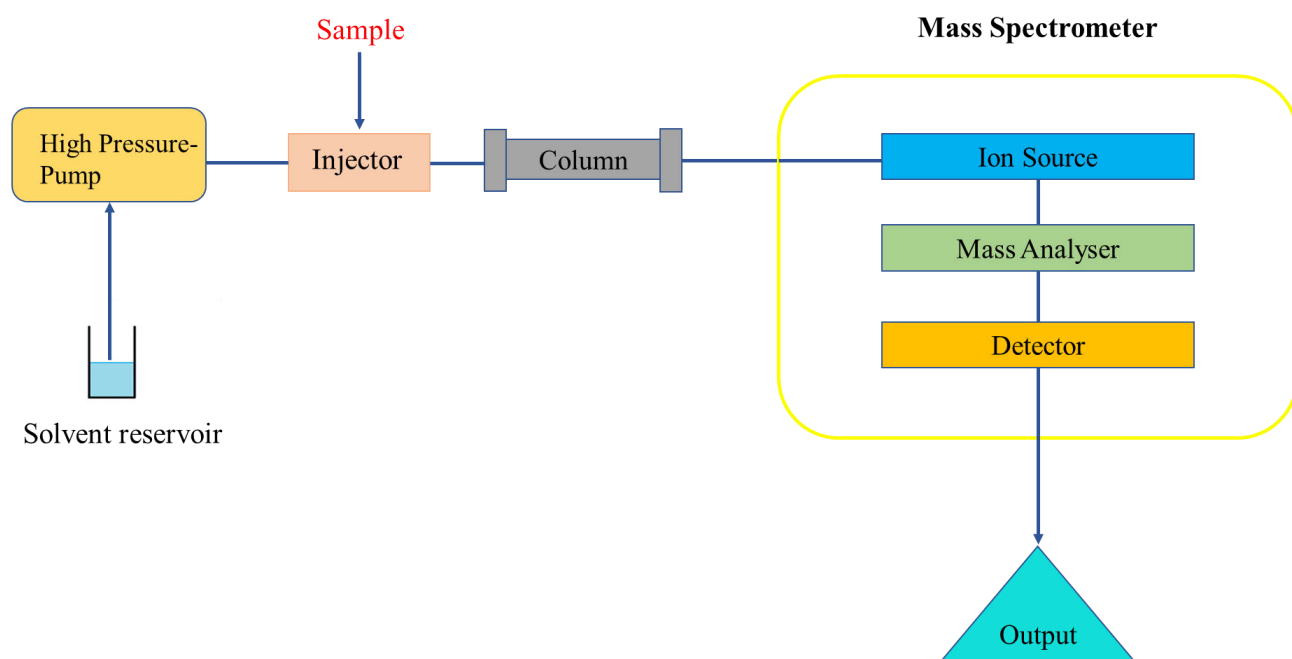 Sample
Mass Spectrometer
High Pressure-
Pump
Injector
Column
Ion Source
Mass Analyser
Detector
Solvent reservoir
Output